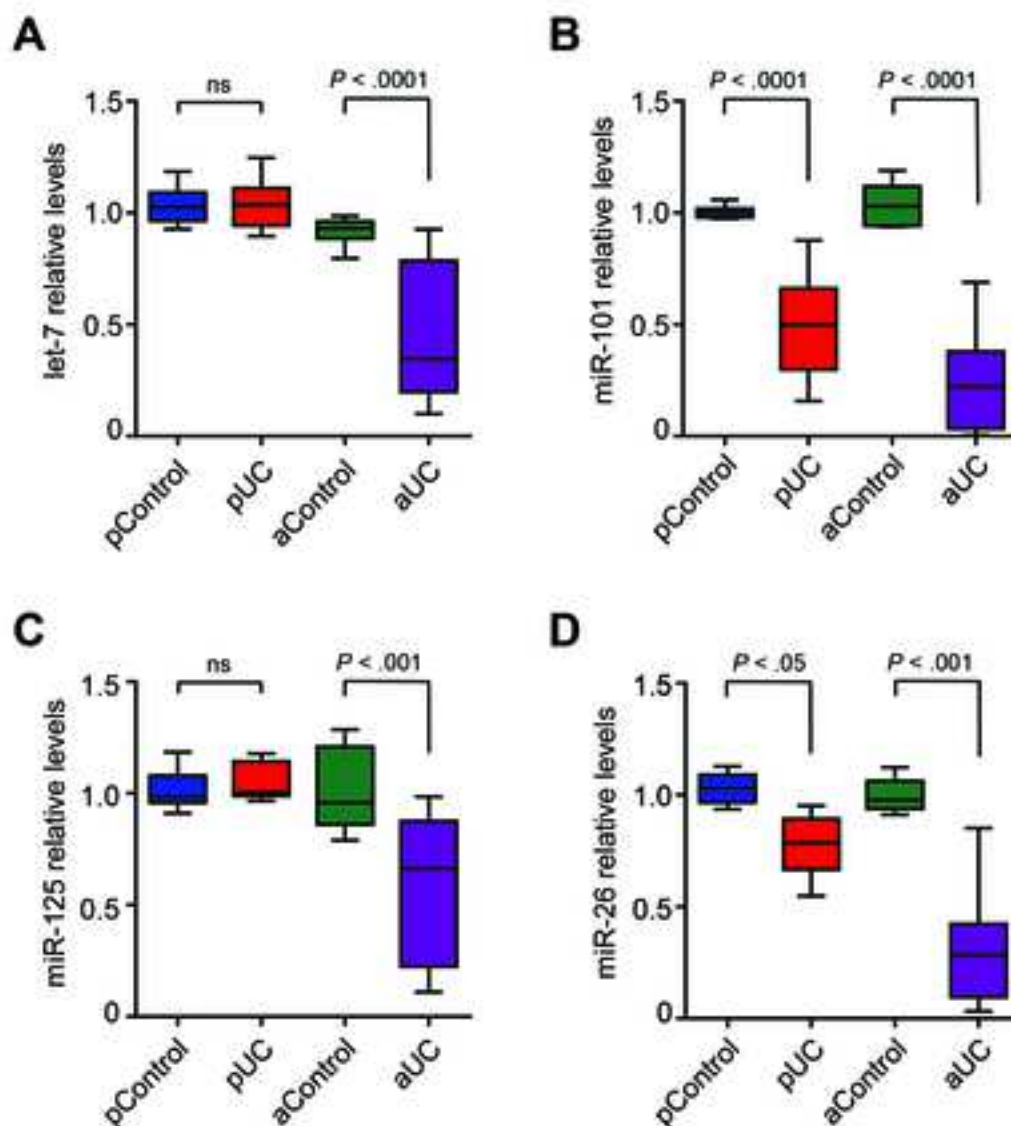 A
ns
P < .0001
let-7 relative levels
1.5
1.0
0.5
0
pControl
pUC
aControl
aUC
B
P < .0001
P < .0001
miR-101 relative levels
1.5
1.0
0.5
0
pControl
pUC
aControl
aUC
C
ns
P < .001
miR-125 relative levels
1.5
1.0
0.5
0
pControl
pUC
aControl
aUC
D
P < .05
P < .001
miR-26 relative levels
1.5
1.0
0.5
0
pControl
pUC
aControl
aUC